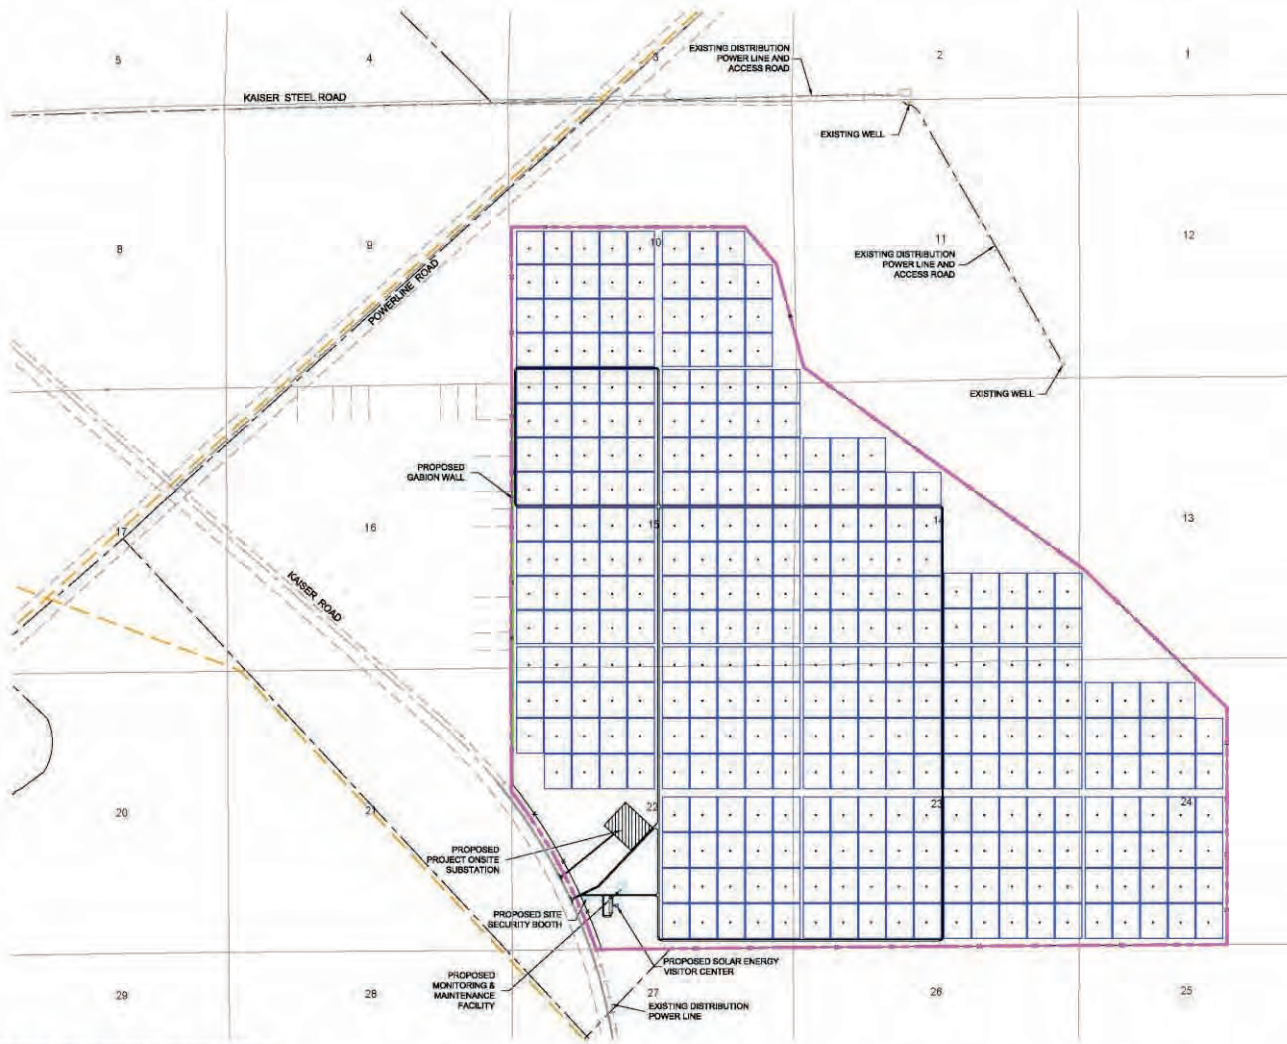 5
4
3
2
1
EXISTING DISTRIBUTION
POWER LINE AND
ACCESS ROAD
KAISER STEEL ROAD
EXISTING WELL
8
9
10
11
12
EXISTING DISTRIBUTION
POWER LINE AND
ACCESS ROAD
POWERLINE ROAD
EXISTING WELL
PROPOSED
GABION WALL
17
16
15
14
13
KAISER ROAD
20
21
22
23
24
PROPOSED
PROJECT ONSITE
SUBSTATION
PROPOSED SITE
SECURITY BOOTH
PROPOSED SOLAR ENERGY
VISITOR CENTER
PROPOSED
MONITORING &
MAINTENANCE
FACILITY
29
28
27
26
25
EXISTING DISTRIBUTION
POWER LINE